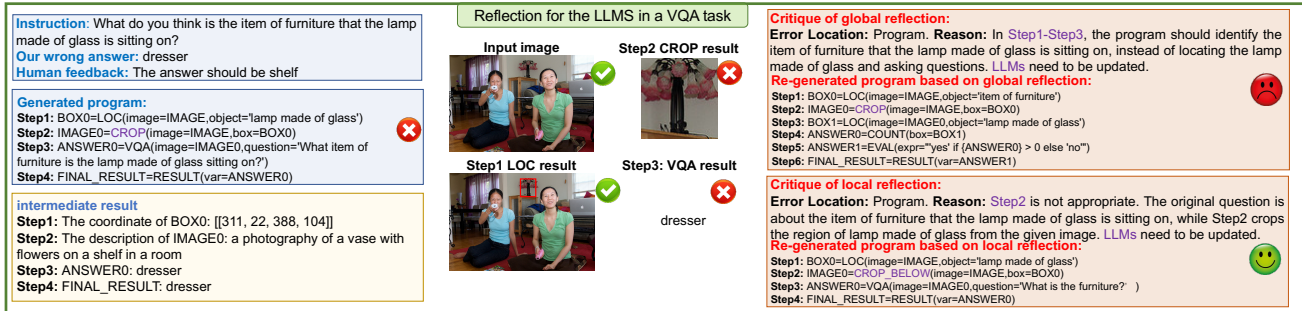 Reflection for the LLMS in a VQA task
Instruction: What do you think is the item of furniture that the lamp
made of glass is sitting on?
Our wrong answer: dresser
Human feedback: The answer should be shelf
Generated program:
Step1: BOX0=LOC(image=IMAGE,object='lamp made of glass')
Step2: IMAGE0=CROP(image=IMAGE,box=BOX0)
Step3: ANSWER0=VQA(image=IMAGE0,question='What item of
furniture is the lamp made of glass sitting on?')
Step4: FINAL_RESULT=RESULT(var=ANSWER0)
intermediate result
Step1: The coordinate of BOX0: [[311, 22, 388, 104]]
Step2: The description of IMAGE0: a photography of a vase with
flowers on a shelf in a room
Step3: ANSWER0: dresser
Step4: FINAL_RESULT: dresser
Input image
Step2 CROP result
Step1 LOC result
Step3: VQA result
dresser
Critique of global reflection:
Error Location: Program. Reason: In Step1-Step3, the program should identify the
item of furniture that the lamp made of glass is sitting on, instead of locating the lamp
made of glass and asking questions. LLMs need to be updated.
Re-generated program based on global reflection:
Step1: BOX0=LOC(image=IMAGE,object='item of furniture')
Step2: IMAGE0=CROP(image=IMAGE,box=BOX0)
Step3: BOX1=LOC(image=IMAGE0,object='lamp made of glass')
Step4: ANSWER0=COUNT(box=BOX1)
Step5: ANSWER1=EVAL(expr="'yes' if {ANSWER0} > 0 else 'no'")
Step6: FINAL_RESULT=RESULT(var=ANSWER1)
Critique of local reflection:
Error Location: Program. Reason: Step2 is not appropriate. The original question is
about the item of furniture that the lamp made of glass is sitting on, while Step2 crops
the region of lamp made of glass from the given image. LLMs need to be updated.
Re-generated program based on local reflection:
Step1: BOX0=LOC(image=IMAGE,object='lamp made of glass')
Step2: IMAGE0=CROP_BELOW(image=IMAGE,box=BOX0)
Step3: ANSWER0=VQA(image=IMAGE0,question='What is the furniture?' )
Step4: FINAL_RESULT=RESULT(var=ANSWER0)